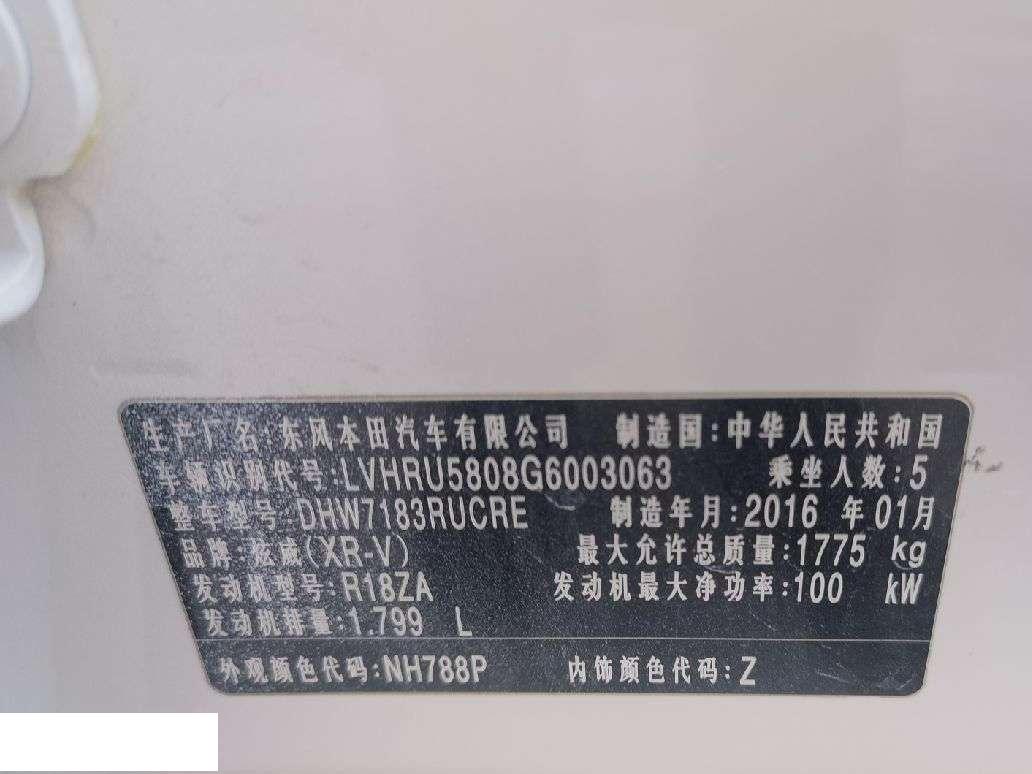 生产厂名:东风本田汽车有限公司 制造国:中华人民共和国
车辆识别代号:LVHRU5808G6003063 乘坐人数:5
整车型号:DHW7183RUCRE 制造年月:2016 年 01月
品牌:炫威(XR-V) 最大允许总质量:1775 kg
发动机型号:R18ZA 发动机最大净功率:100 kW
发动机排量:1.799 L
外观颜色代码:NH788P 内饰颜色代码:Z